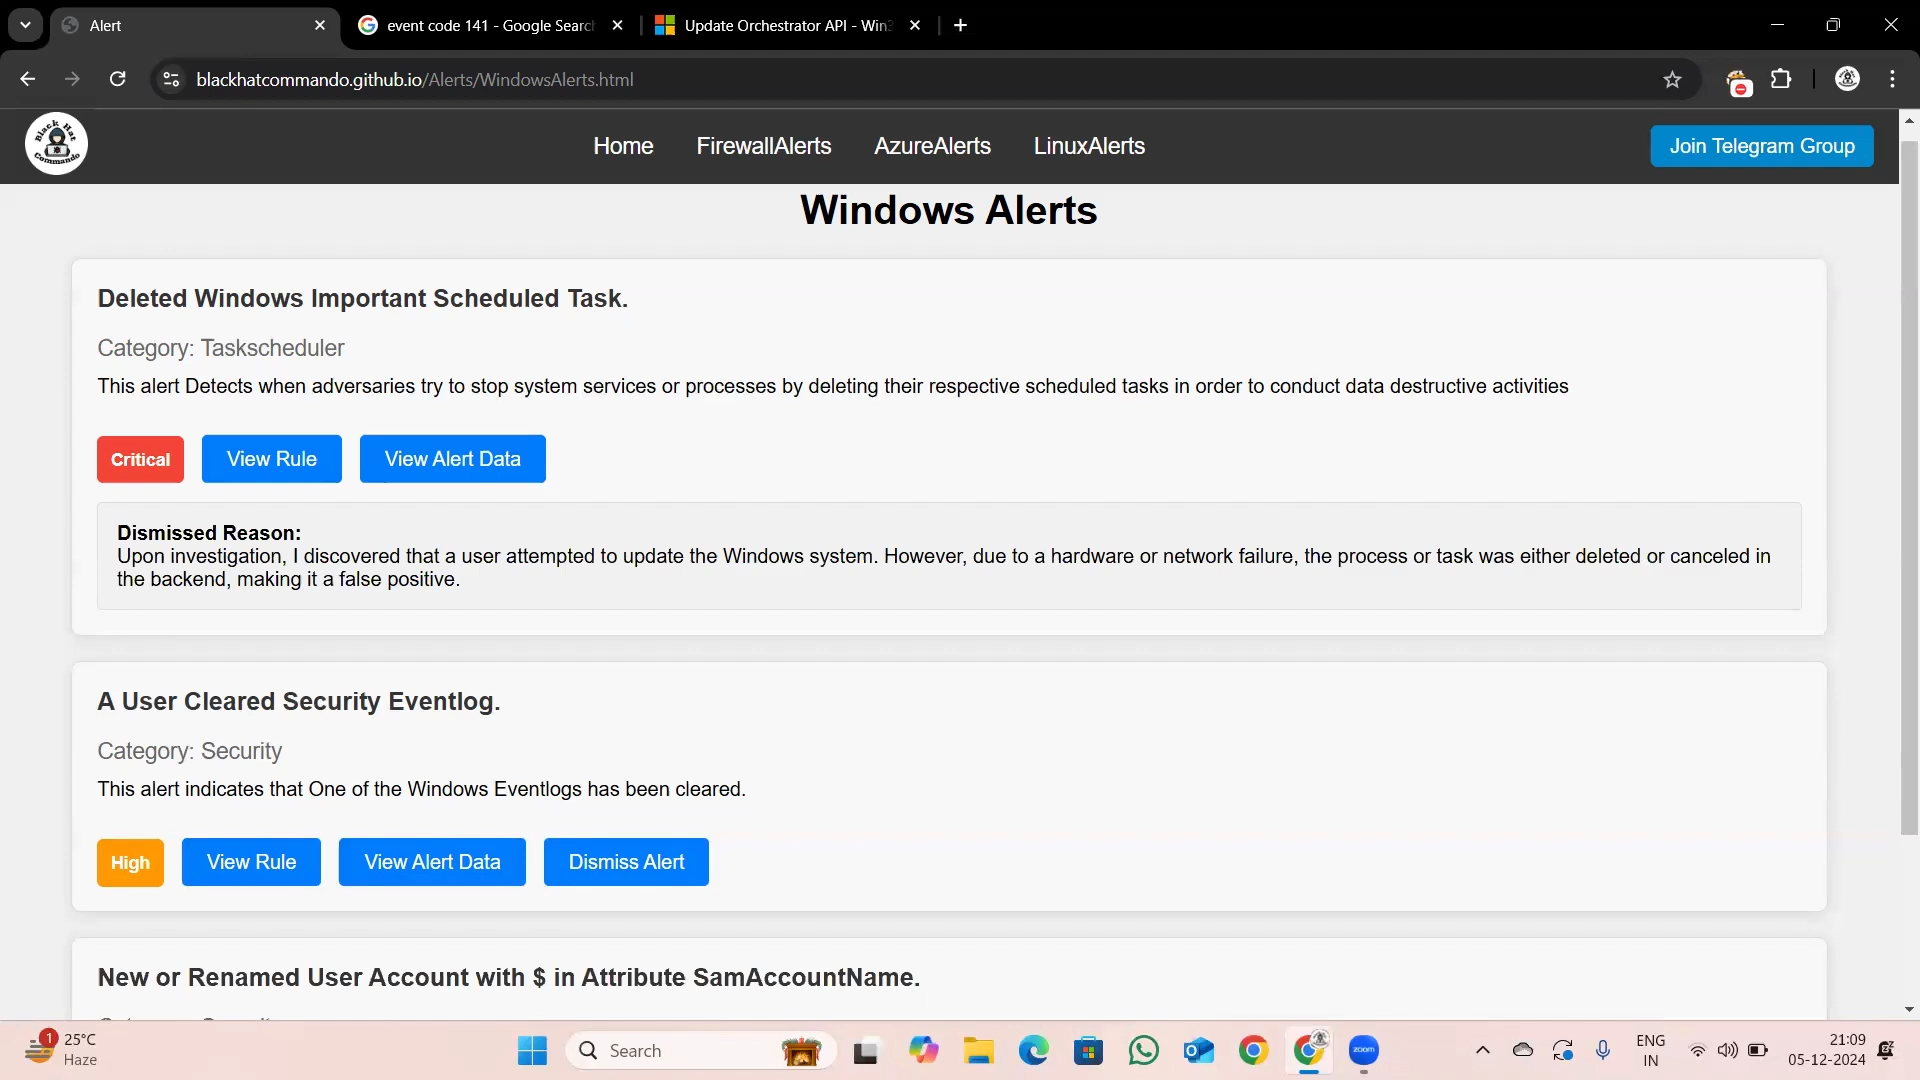 Alert
event code 141 - Google Search
Update Orchestrator API - Win3
blackhatcommando.github.io/Alerts/WindowsAlerts.html
Black Hat
Commando
Home
FirewallAlerts
AzureAlerts
LinuxAlerts
Join Telegram Group
Windows Alerts
Deleted Windows Important Scheduled Task.
Category: Taskscheduler
This alert Detects when adversaries try to stop system services or processes by deleting their respective scheduled tasks in order to conduct data destructive activities
Critical
View Rule
View Alert Data
Dismissed Reason:
Upon investigation, I discovered that a user attempted to update the Windows system. However, due to a hardware or network failure, the process or task was either deleted or canceled in
the backend, making it a false positive.
A User Cleared Security Eventlog.
Category: Security
This alert indicates that One of the Windows Eventlogs has been cleared.
High
View Rule
View Alert Data
Dismiss Alert
New or Renamed User Account with $ in Attribute SamAccountName.
1
25°C
Haze
Search
zoom
ENG
IN
21:09
05-12-2024